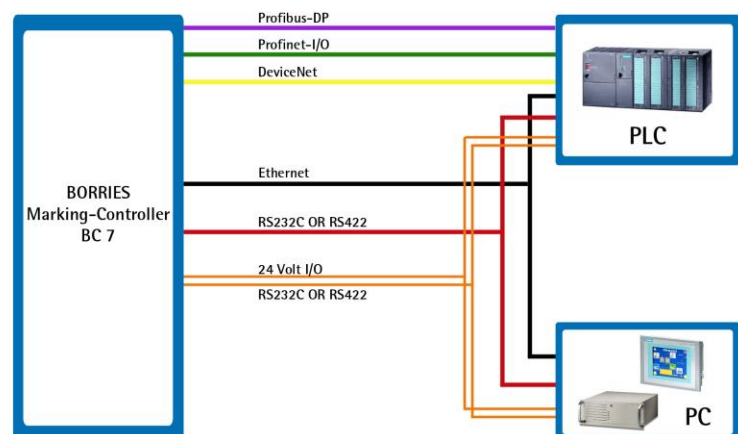 Profibus-DP
Profinet-I/O
DeviceNet
PLC
BORRIES
Marking-Controller
BC 7
Ethernet
RS232C OR RS422
24 Volt I/O
RS232C OR RS422
PC